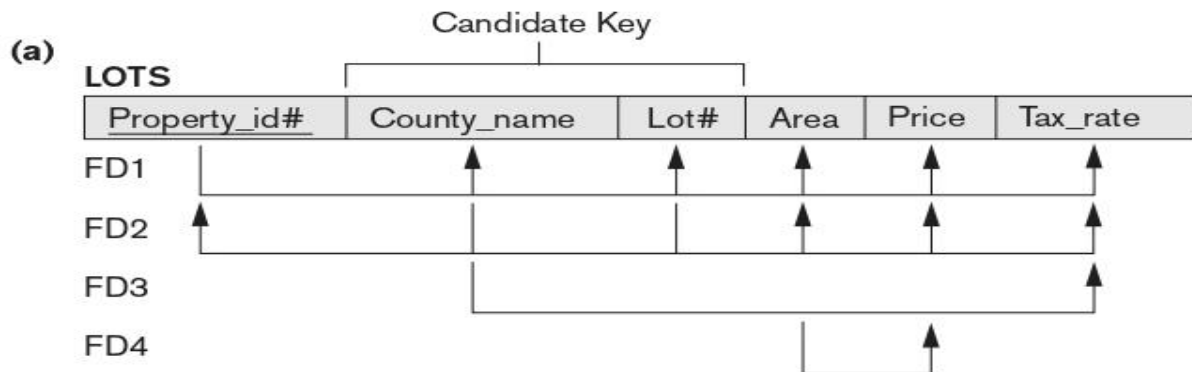 Candidate Key
(a)
LOTS
Property_id# County_name Lot# Area Price Tax_rate
FD1
FD2
FD3
FD4